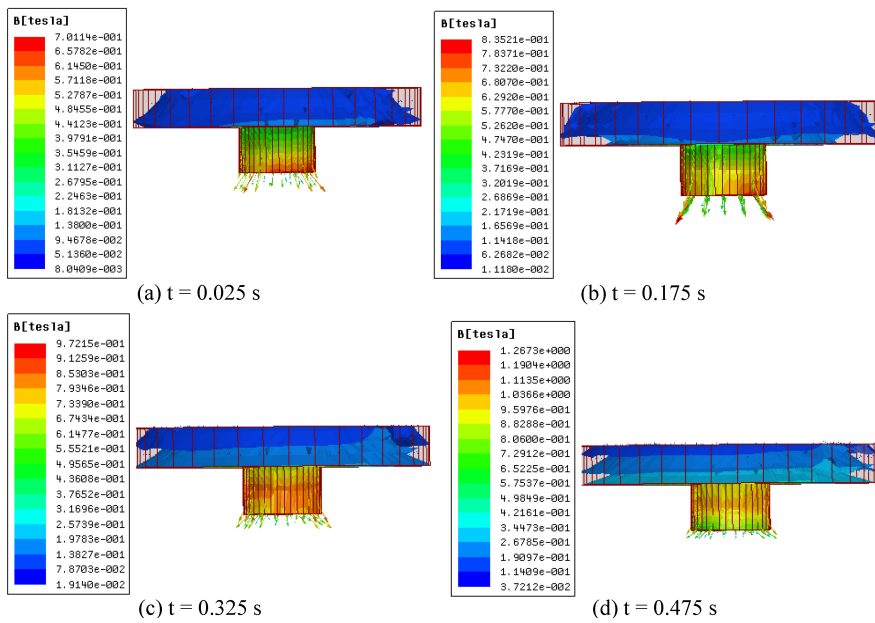 B[tesla]
7.0114e-001
6.5782e-001
6.1450e-001
5.7118e-001
5.2787e-001
4.8455e-001
4.4123e-001
3.9791e-001
3.5459e-001
3.1127e-001
2.6795e-001
2.2463e-001
1.8132e-001
1.3800e-001
9.4678e-002
5.1360e-002
8.0409e-003
(a) t = 0.025 s
B[tesla]
8.3521e-001
7.8371e-001
7.3220e-001
6.8070e-001
6.2920e-001
5.7770e-001
5.2620e-001
4.7470e-001
4.2319e-001
3.7169e-001
3.2019e-001
2.6869e-001
2.1719e-001
1.6569e-001
1.1418e-001
6.2682e-002
1.1180e-002
(b) t = 0.175 s
B[tesla]
9.7215e-001
9.1259e-001
8.5303e-001
7.9346e-001
7.3390e-001
6.7434e-001
6.1477e-001
5.5521e-001
4.9565e-001
4.3608e-001
3.7652e-001
3.1696e-001
2.5739e-001
1.9783e-001
1.3827e-001
7.8703e-002
1.9140e-002
(c) t = 0.325 s
B[tesla]
1.2673e+000
1.1904e+000
1.1135e+000
1.0366e+000
9.5976e-001
8.8288e-001
8.0600e-001
7.2912e-001
6.5225e-001
5.7537e-001
4.9849e-001
4.2161e-001
3.4473e-001
2.6785e-001
1.9097e-001
1.1409e-001
3.7212e-002
(d) t = 0.475 s